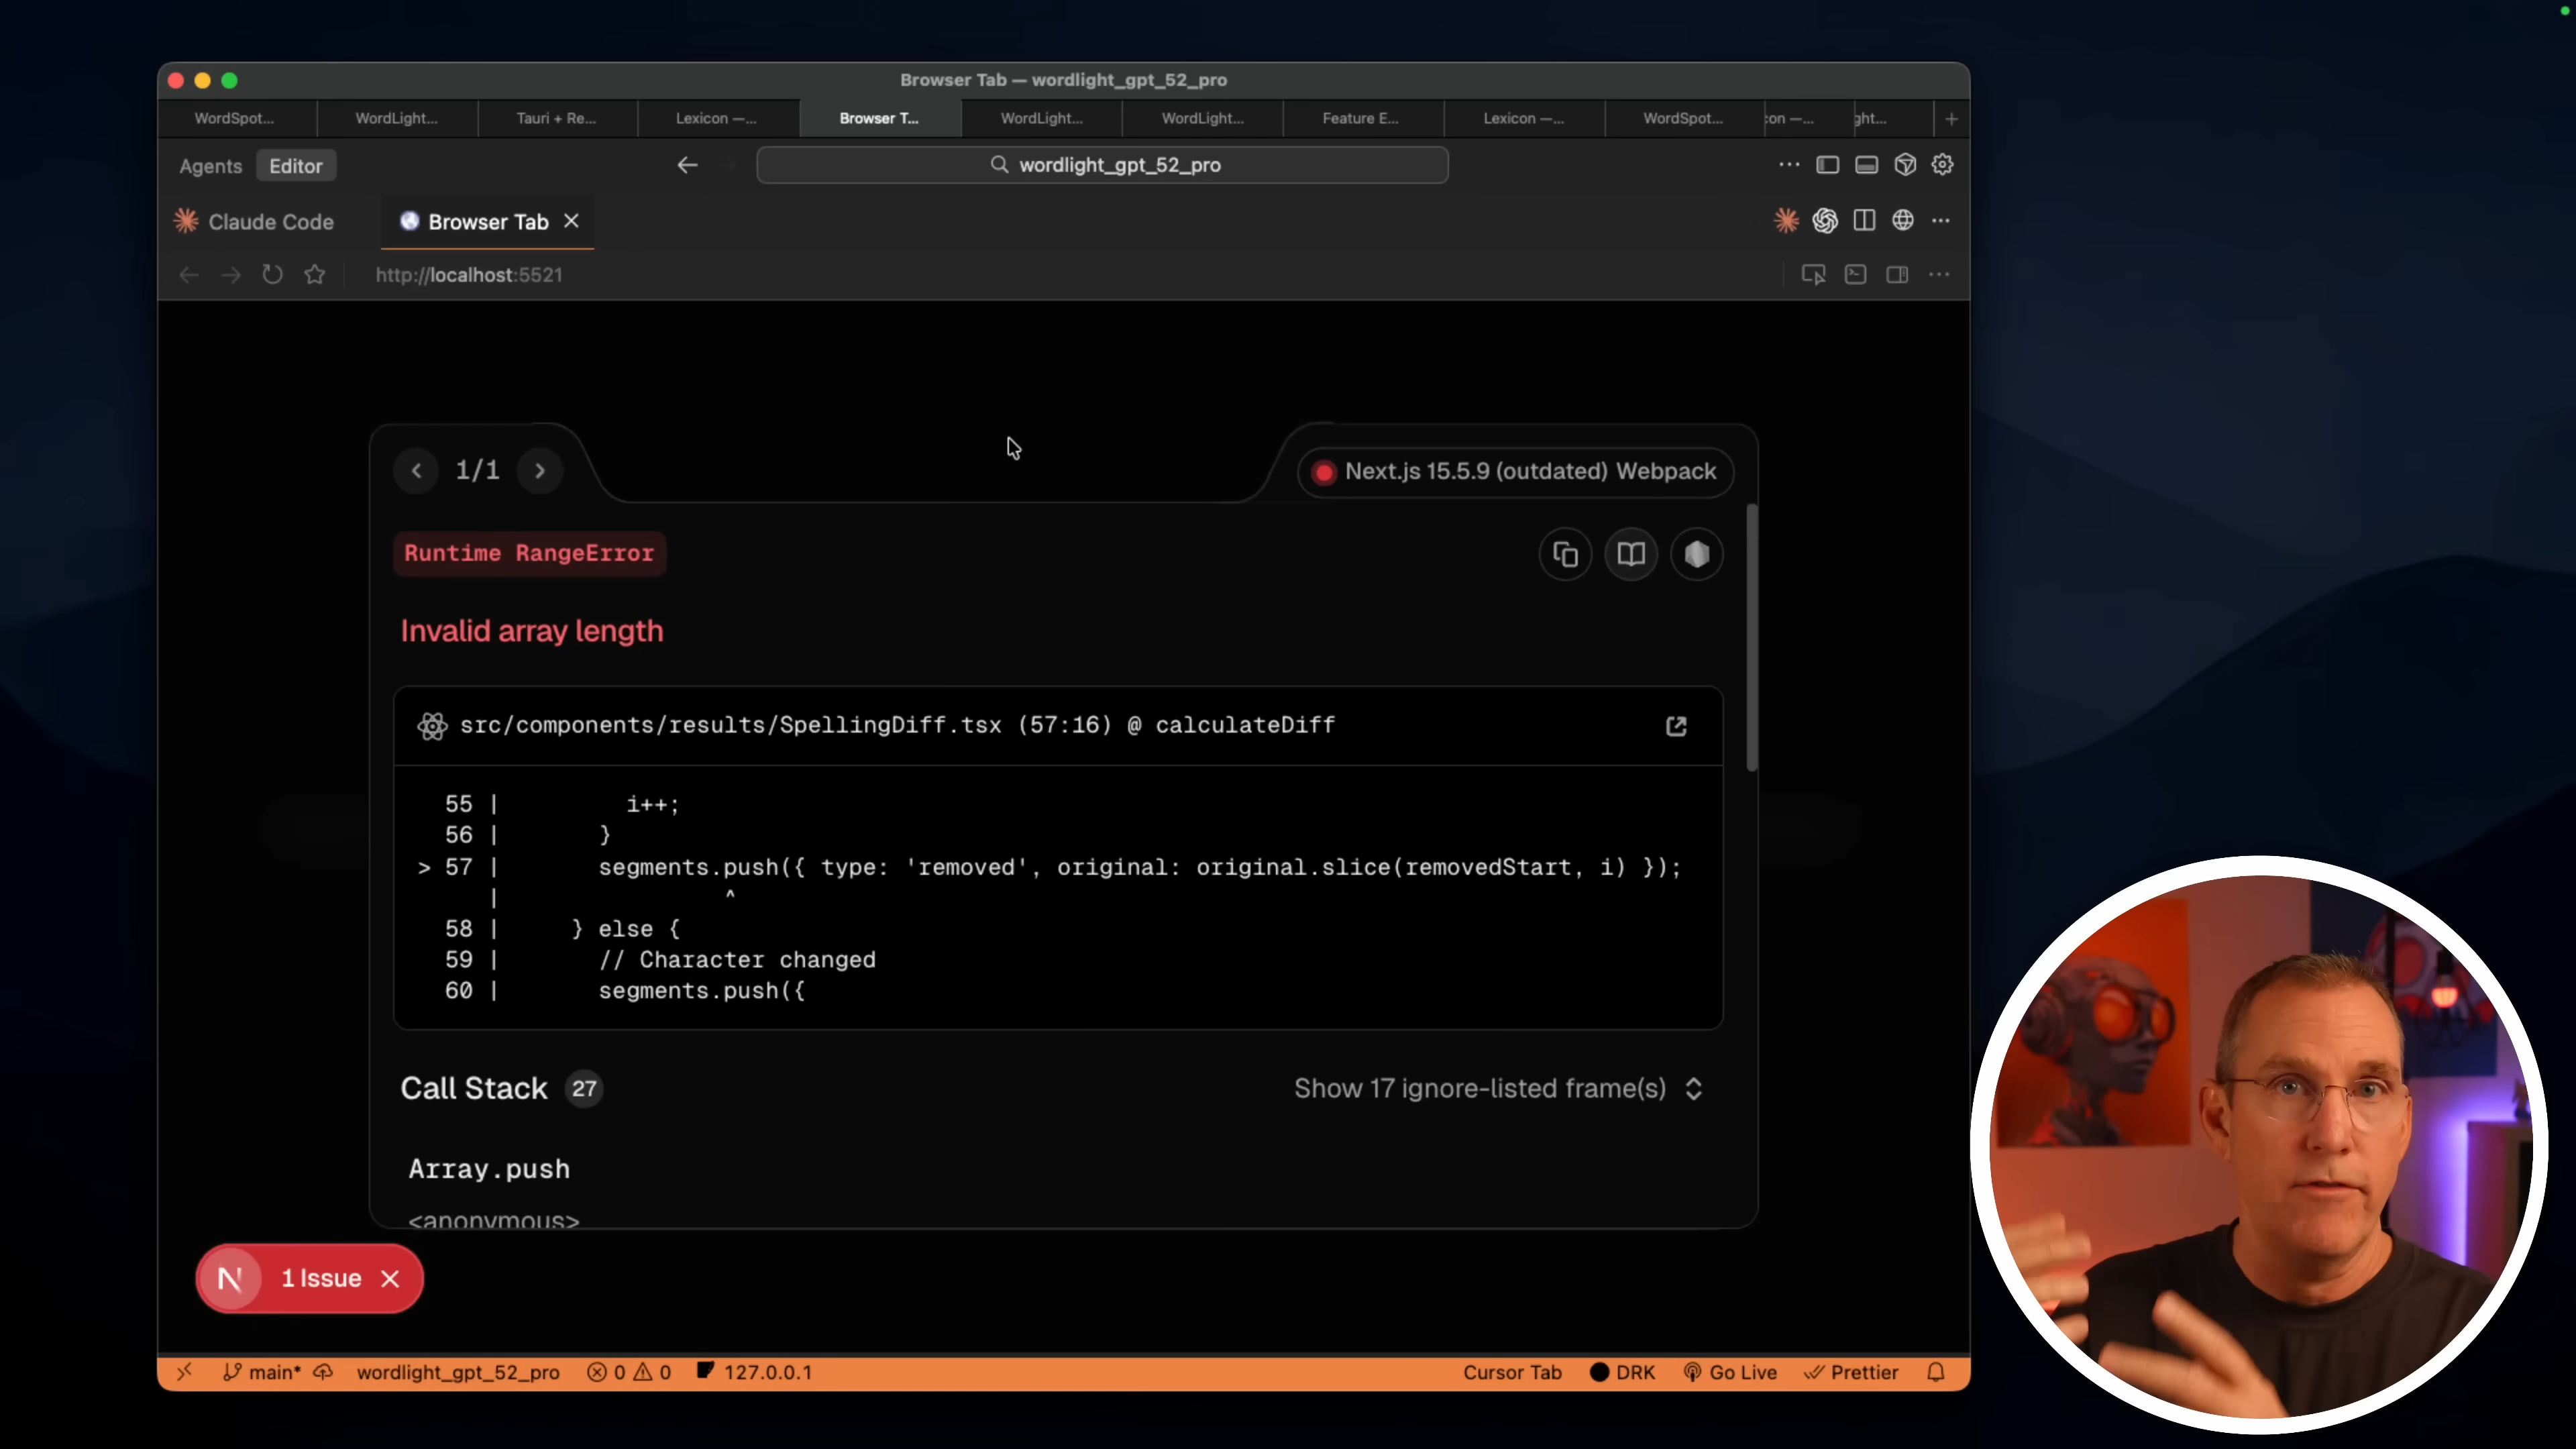 Browser Tab — wordlight_gpt_52_pro
WordSpot... WordLight... Tauri + Re... Lexicon —... Browser T... WordLight... WordLight... Feature E... Lexicon —... WordSpot... con —... ght...
Agents Editor wordlight_gpt_52_pro
Claude Code Browser Tab
http://localhost:5521
1/1 Next.js 15.5.9 (outdated) Webpack
Runtime RangeError
Invalid array length
src/components/results/SpellingDiff.tsx (57:16) @ calculateDiff
55 | i++;
56 | }
> 57 | segments.push({ type: 'removed', original: original.slice(removedStart, i) });
| ^
58 | } else {
59 | // Character changed
60 | segments.push({
Call Stack 27 Show 17 ignore-listed frame(s)
Array.push
<anonymous>
N 1 Issue
main* wordlight_gpt_52_pro 0 0 127.0.0.1 Cursor Tab DRK Go Live Prettier